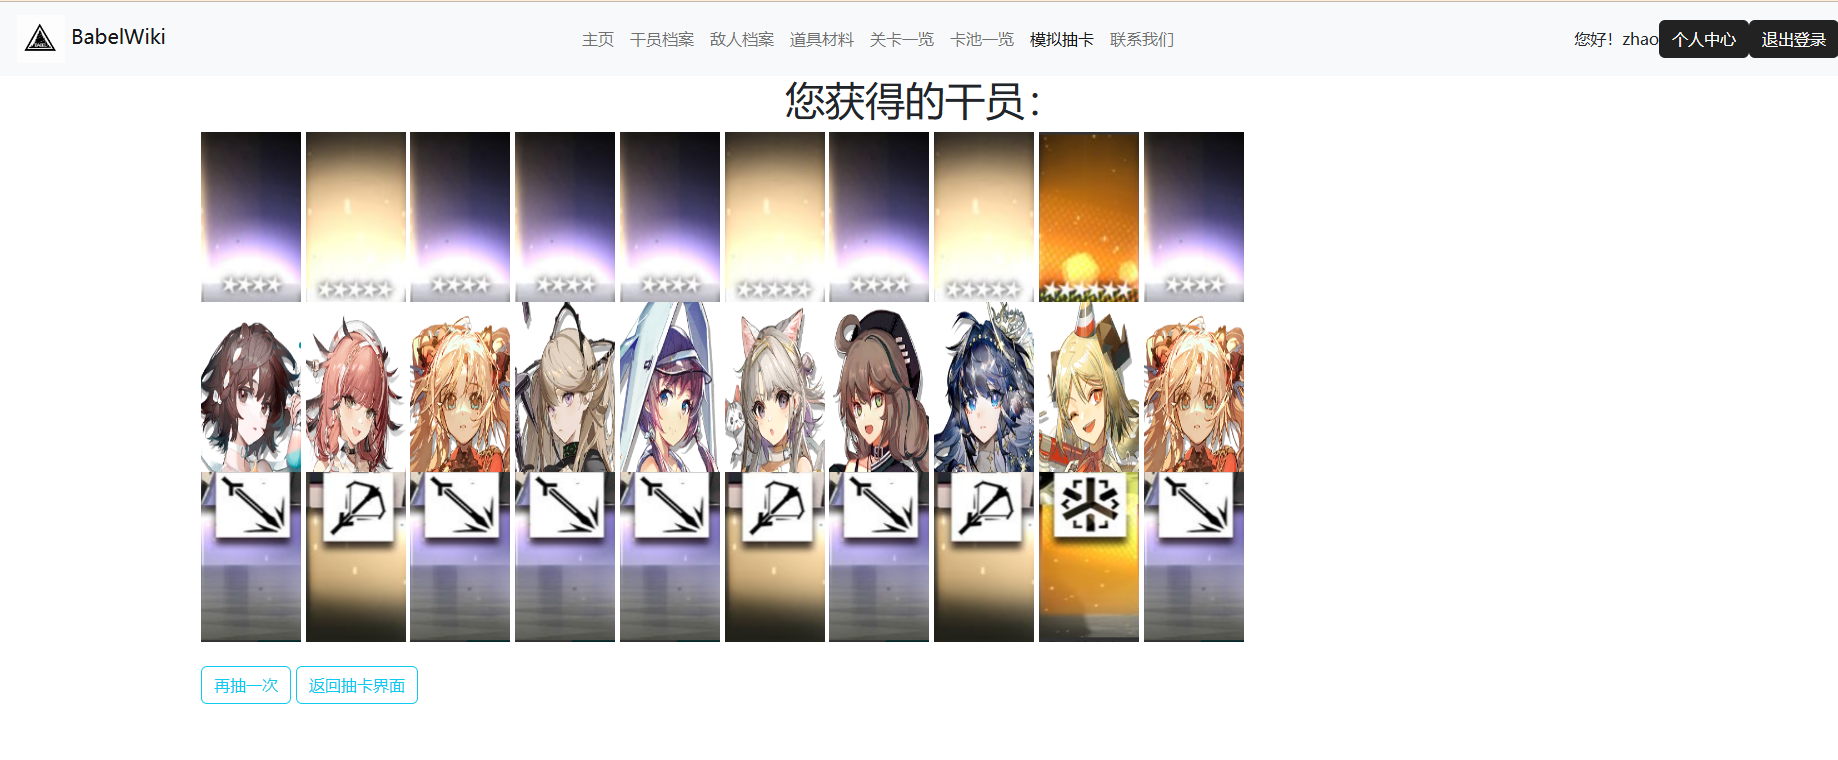 BabelWiki
主页 干员档案 敌人档案 道具材料 关卡一览 卡池一览 模拟抽卡 联系我们
您好！zhao 个人中心 退出登录
您获得的干员：
再抽一次 返回抽卡界面